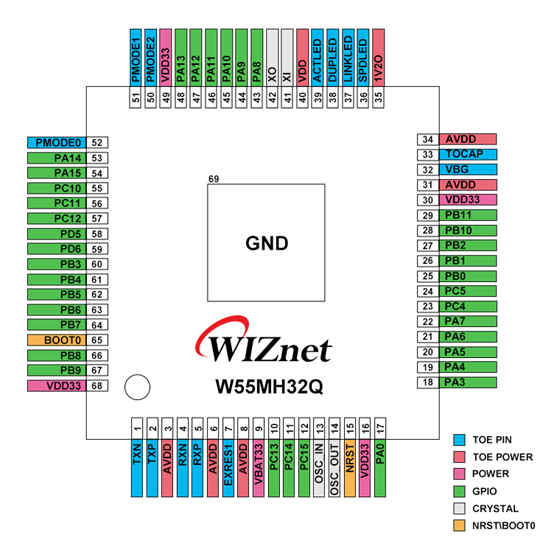 PMODE1 51
PMODE2 50
VDD33 49
PA13 48
PA12 47
PA11 46
PA10 45
PA9 44
PA8 43
XO 42
XI 41
VDD 40
ACTLED 39
DUPLED 38
LINKLED 37
SPDLED 36
1V2O 35
PMODE0 52
PA14 53
PA15 54
PC10 55
PC11 56
PC12 57
PD5 58
PD6 59
PB3 60
PB4 61
PB5 62
PB6 63
PB7 64
BOOT0 65
PB8 66
PB9 67
VDD33 68
69
GND
WIZnet
W55MH32Q
34 AVDD
33 TOCAP
32 VBG
31 AVDD
30 VDD33
29 PB11
28 PB10
27 PB2
26 PB1
25 PB0
24 PC5
23 PC4
22 PA7
21 PA6
20 PA5
19 PA4
18 PA3
1 TXN
2 TXP
3 AVDD
4 RXN
5 RXP
6 AVDD
7 EXRES1
8 AVDD
9 VBAT33
10 PC13
11 PC14
12 PC15
13 OSC_IN
14 OSC_OUT
15 NRST
16 VDD33
17 PA0
TOE PIN
TOE POWER
POWER
GPIO
CRYSTAL
NRST\BOOT0